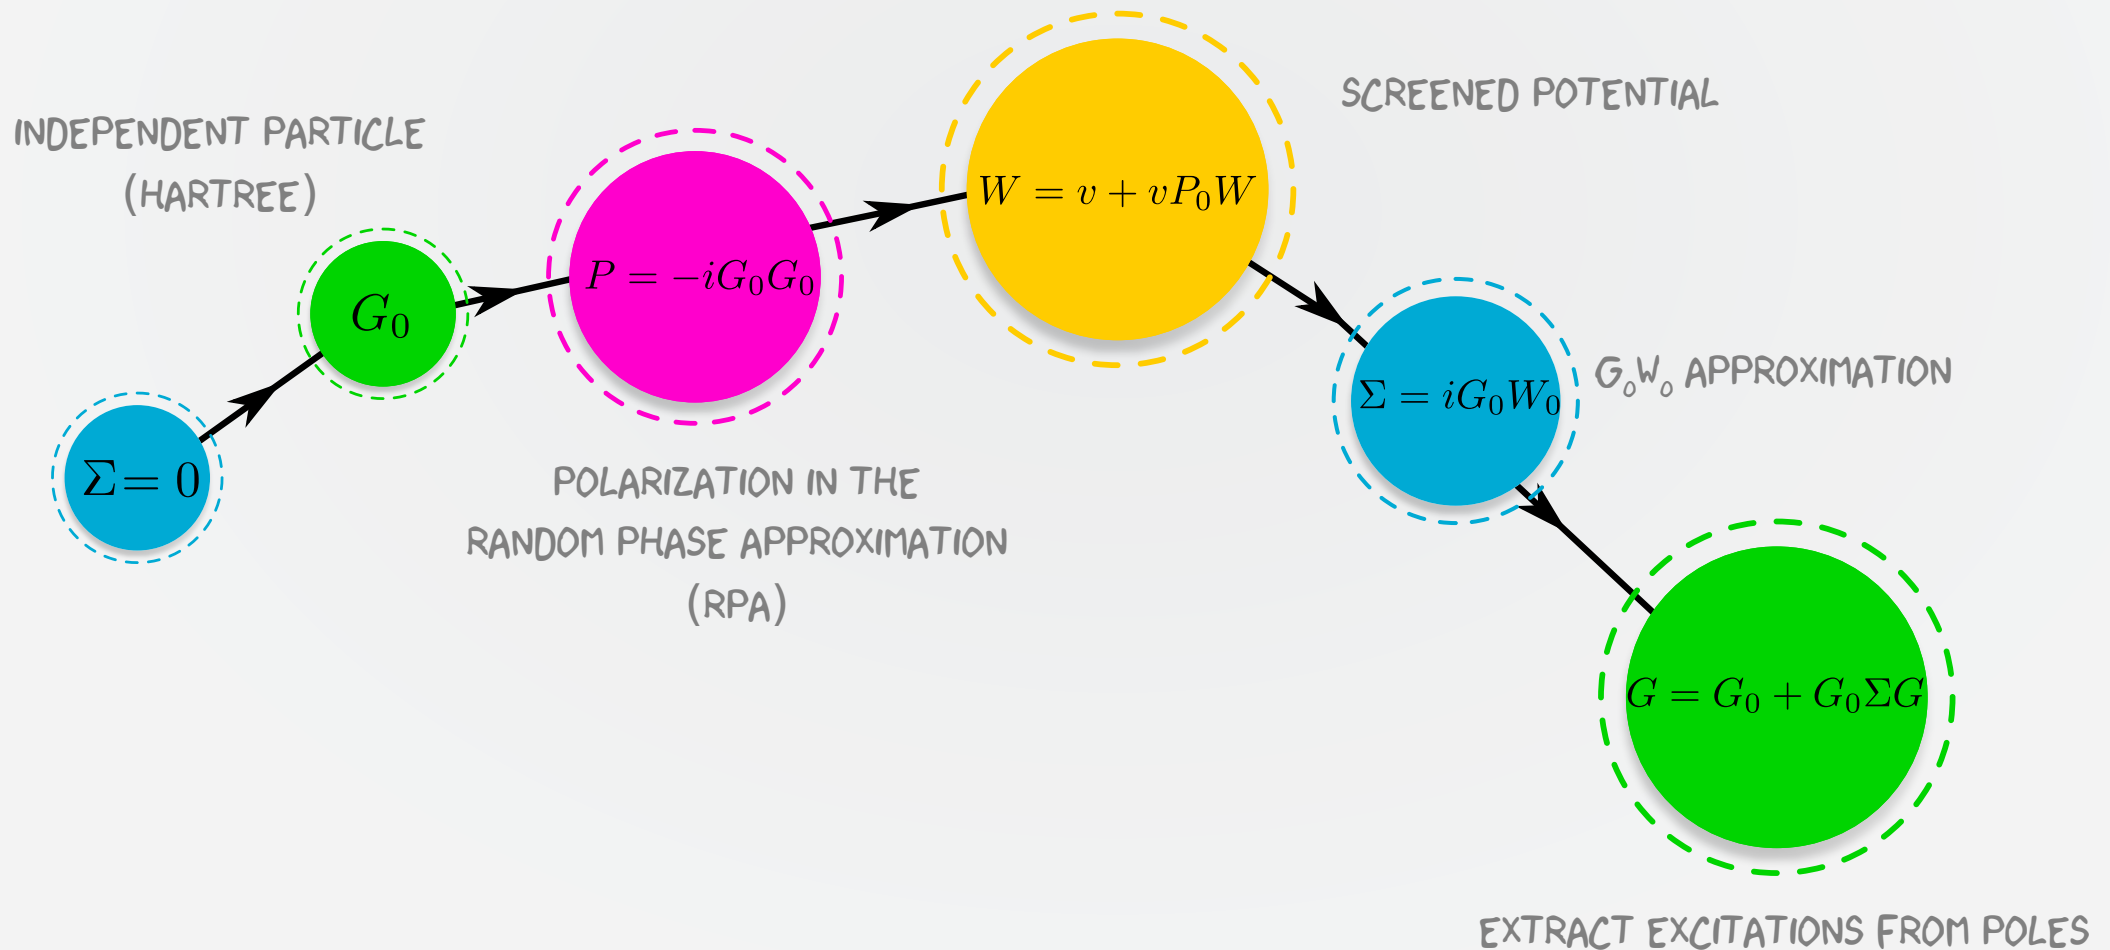 INDEPENDENT PARTICLE
(HARTREE)
SCREENED POTENTIAL
W = v + vP₀W
P = −iG₀G₀
G₀
Σ = 0
POLARIZATION IN THE
RANDOM PHASE APPROXIMATION
(RPA)
Σ = iG₀W₀
G₀W₀ APPROXIMATION
G = G₀ + G₀ΣG
EXTRACT EXCITATIONS FROM POLES